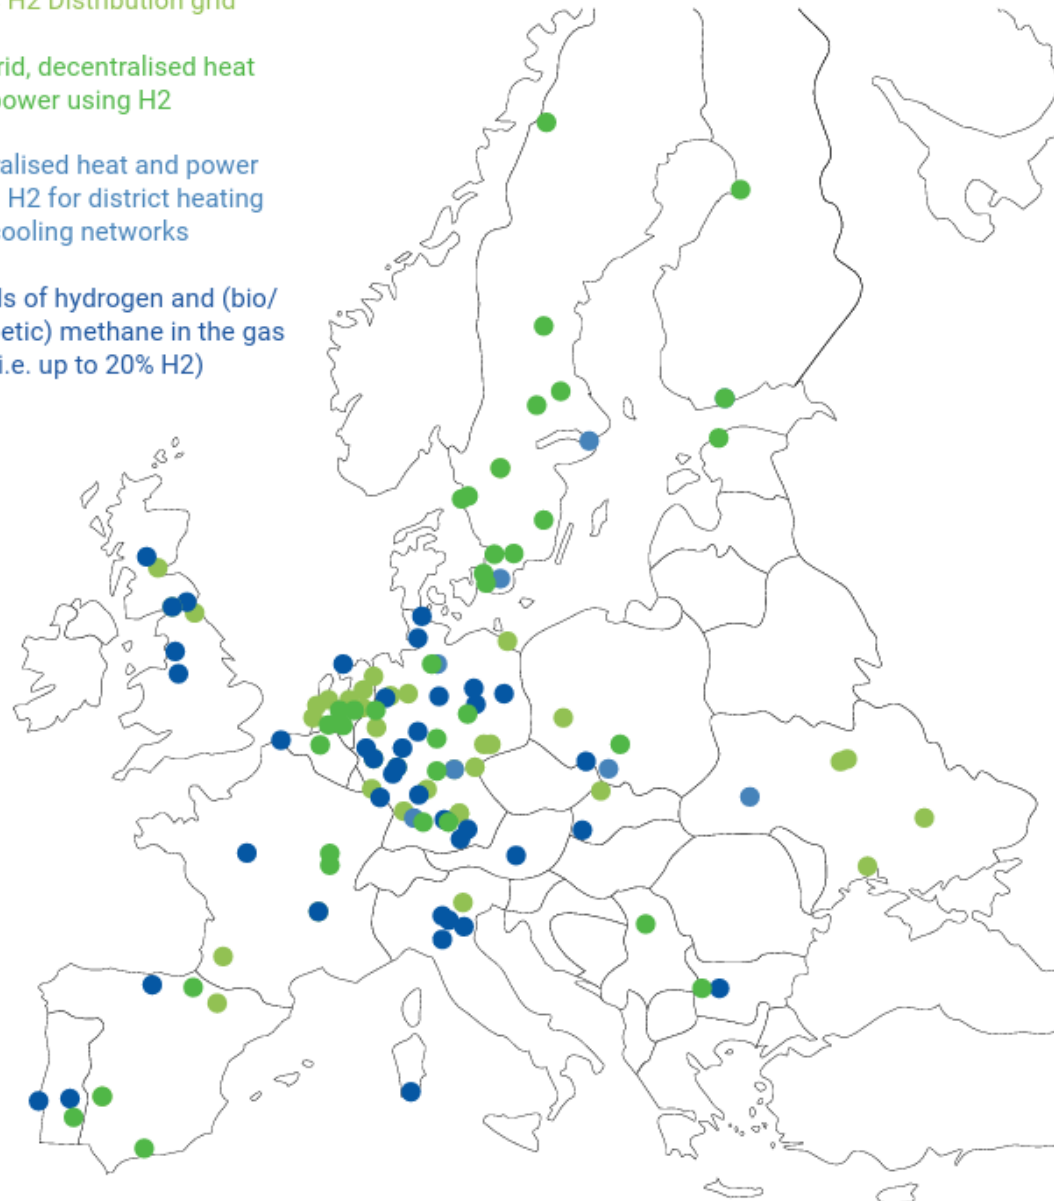 H2 Distribution grid
rid, decentralised heat
power using H2
alised heat and power
H2 for district heating
cooling networks
ds of hydrogen and (bio/
etic) methane in the gas
i.e. up to 20% H2)